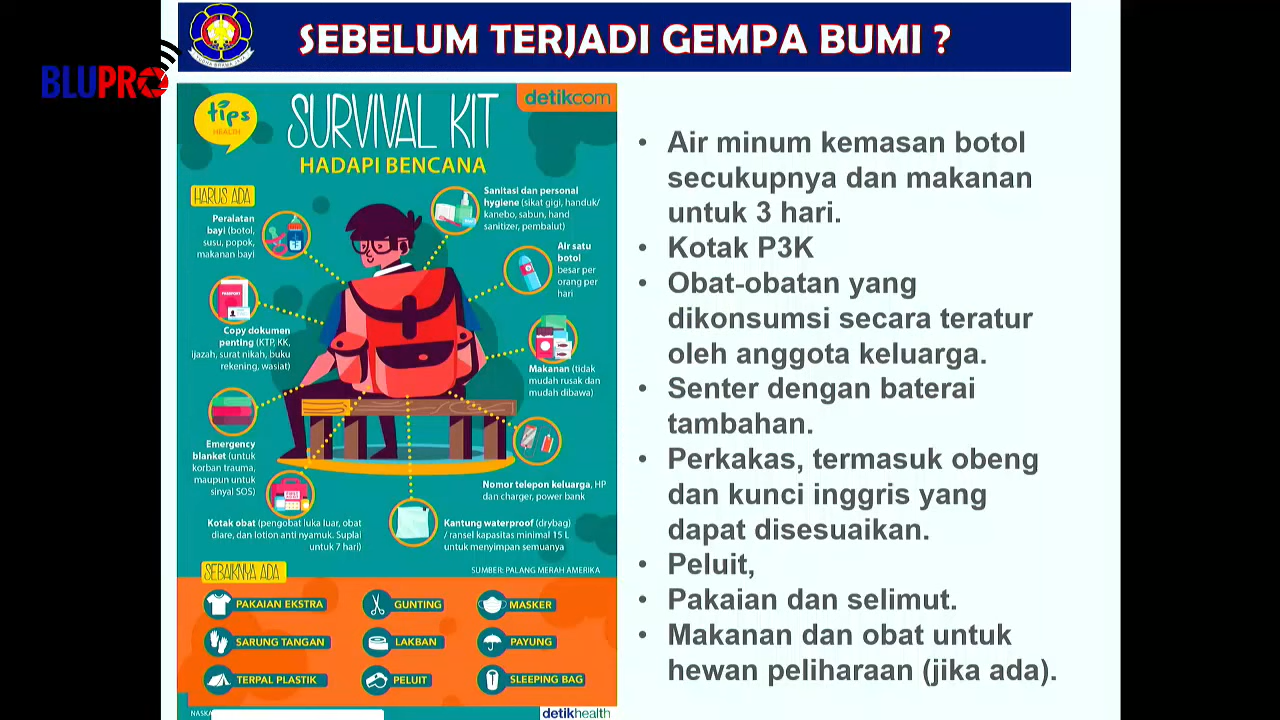 SEBELUM TERJADI GEMPA BUMI ?
BLUPRO
tips
HEALTH
SURVIVAL KIT
HADAPI BENCANA
detikcom
HARUS ADA
Peralatan
bayi (botol,
susu, popok,
makanan bayi
Sanitasi dan personal
hygiene (sikat gigi, handuk/
kanebo, sabun, hand
sanitizer, pembalut)
Air satu
botol
besar per
orang per
hari
PASSPORT
Copy dokumen
penting (KTP, KK,
ijazah, surat nikah, buku
rekening, wasiat)
Makanan (tidak
mudah rusak dan
mudah dibawa)
Emergency
blanket (untuk
korban trauma,
maupun untuk
sinyal SOS)
Nomor telepon keluarga, HP
dan charger, power bank
Kotak obat (pengobat luka luar, obat
diare, dan lotion anti nyamuk. Suplai
untuk 7 hari)
Kantung waterproof (drybag)
/ ransel kapasitas minimal 15 L
untuk menyimpan semuanya
SUMBER: PALANG MERAH AMERIKA
SEBAIKNYA ADA
PAKAIAN EKSTRA
GUNTING
MASKER
SARUNG TANGAN
LAKBAN
PAYUNG
TERPAL PLASTIK
PELUIT
SLEEPING BAG
NASKA
detikhealth
• Air minum kemasan botol
secukupnya dan makanan
untuk 3 hari.
• Kotak P3K
• Obat-obatan yang
dikonsumsi secara teratur
oleh anggota keluarga.
• Senter dengan baterai
tambahan.
• Perkakas, termasuk obeng
dan kunci inggris yang
dapat disesuaikan.
• Peluit,
• Pakaian dan selimut.
• Makanan dan obat untuk
hewan peliharaan (jika ada).